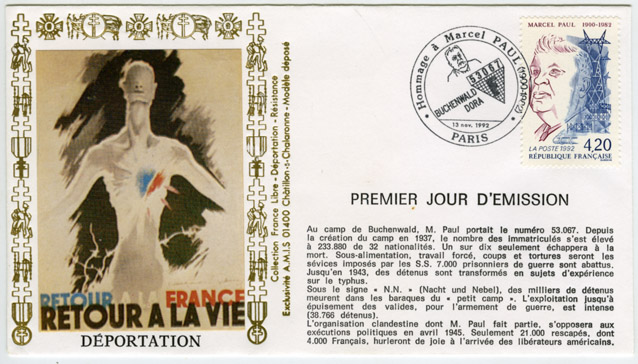 RETOUR A LA FRANCE
RETOUR A LA VIE
DÉPORTATION
Collection France Libre - Déportation - Résistance
Exclusivité A.M.I.S 01400 Châtillon-s-Chalaronne - Modèle déposé
Hommage à Marcel PAUL (1900-1982)
53.067
BUCHENWALD
DORA
13 nov. 1992
PARIS
MARCEL PAUL 1900-1982
LA POSTE 1992
4,20
RÉPUBLIQUE FRANÇAISE
PREMIER JOUR D'EMISSION
Au camp de Buchenwald, M. Paul portait le numéro 53.067. Depuis
la création du camp en 1937, le nombre des immatriculés s'est élevé
à 233.880 de 32 nationalités. Un sur dix seulement échappera à la
mort. Sous-alimentation, travail forcé, coups et tortures seront les
sévices imposés par les S.S. 7.000 prisonniers de guerre sont abattus.
Jusqu'en 1943, des détenus sont transformés en sujets d'expérience
sur le typhus.
Sous le signe « N.N. » (Nacht und Nebel), des milliers de détenus
meurent dans les baraques du « petit camp ». L'exploitation jusqu'à
épuisement des valides, pour l'armement de guerre, est intense
(38.766 détenus).
L'organisation clandestine dont M. Paul fait partie, s'opposera aux
exécutions politiques en avril 1945. Seulement 21.000 rescapés, dont
4.000 Français, hurleront de joie à l'arrivée des libérateurs américains.